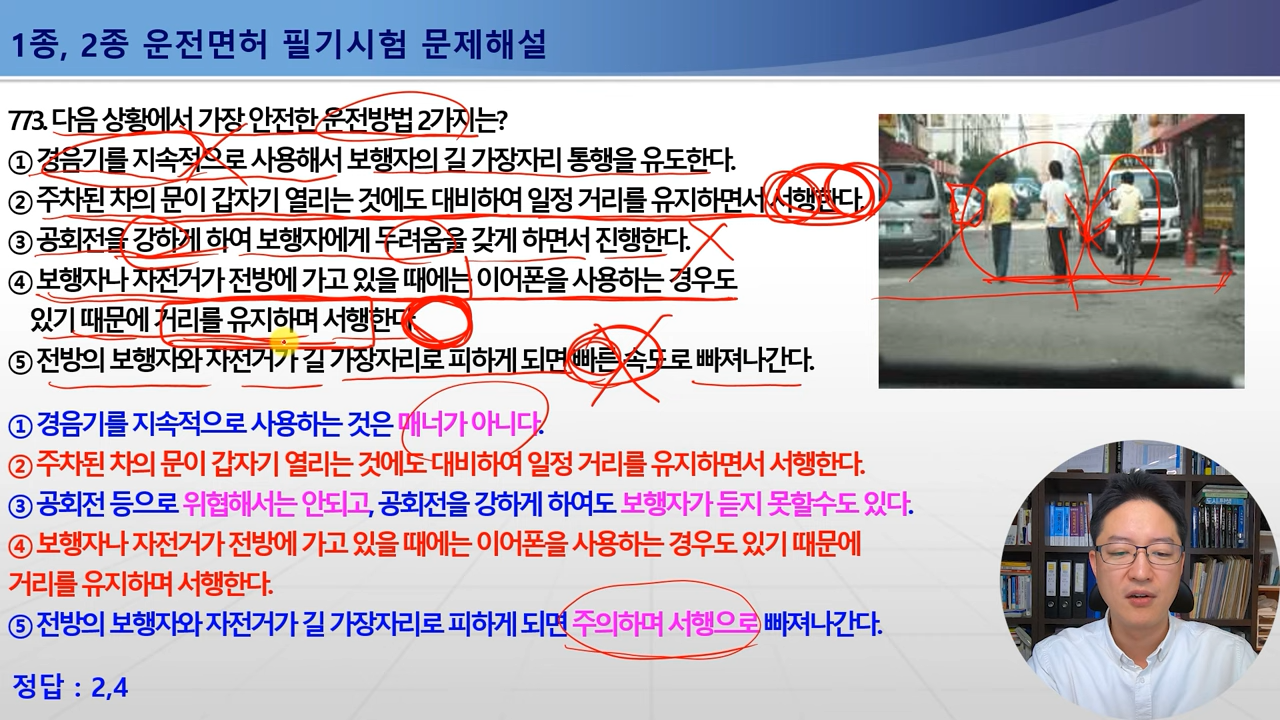 1종, 2종 운전면허 필기시험 문제해설
773. 다음 상황에서 가장 안전한 운전방법 2가지는?
① 경음기를 지속적으로 사용해서 보행자의 길 가장자리 통행을 유도한다.
② 주차된 차의 문이 갑자기 열리는 것에도 대비하여 일정 거리를 유지하면서 서행한다.
③ 공회전을 강하게 하여 보행자에게 두려움을 갖게 하면서 진행한다.
④ 보행자나 자전거가 전방에 가고 있을 때에는 이어폰을 사용하는 경우도
있기 때문에 거리를 유지하며 서행한다.
⑤ 전방의 보행자와 자전거가 길 가장자리로 피하게 되면 빠른 속도로 빠져나간다.
① 경음기를 지속적으로 사용하는 것은 매너가 아니다.
② 주차된 차의 문이 갑자기 열리는 것에도 대비하여 일정 거리를 유지하면서 서행한다.
③ 공회전 등으로 위협해서는 안되고, 공회전을 강하게 하여도 보행자가 듣지 못할수도 있다.
④ 보행자나 자전거가 전방에 가고 있을 때에는 이어폰을 사용하는 경우도 있기 때문에
거리를 유지하며 서행한다.
⑤ 전방의 보행자와 자전거가 길 가장자리로 피하게 되면 주의하며 서행으로 빠져나간다.
정답 : 2,4